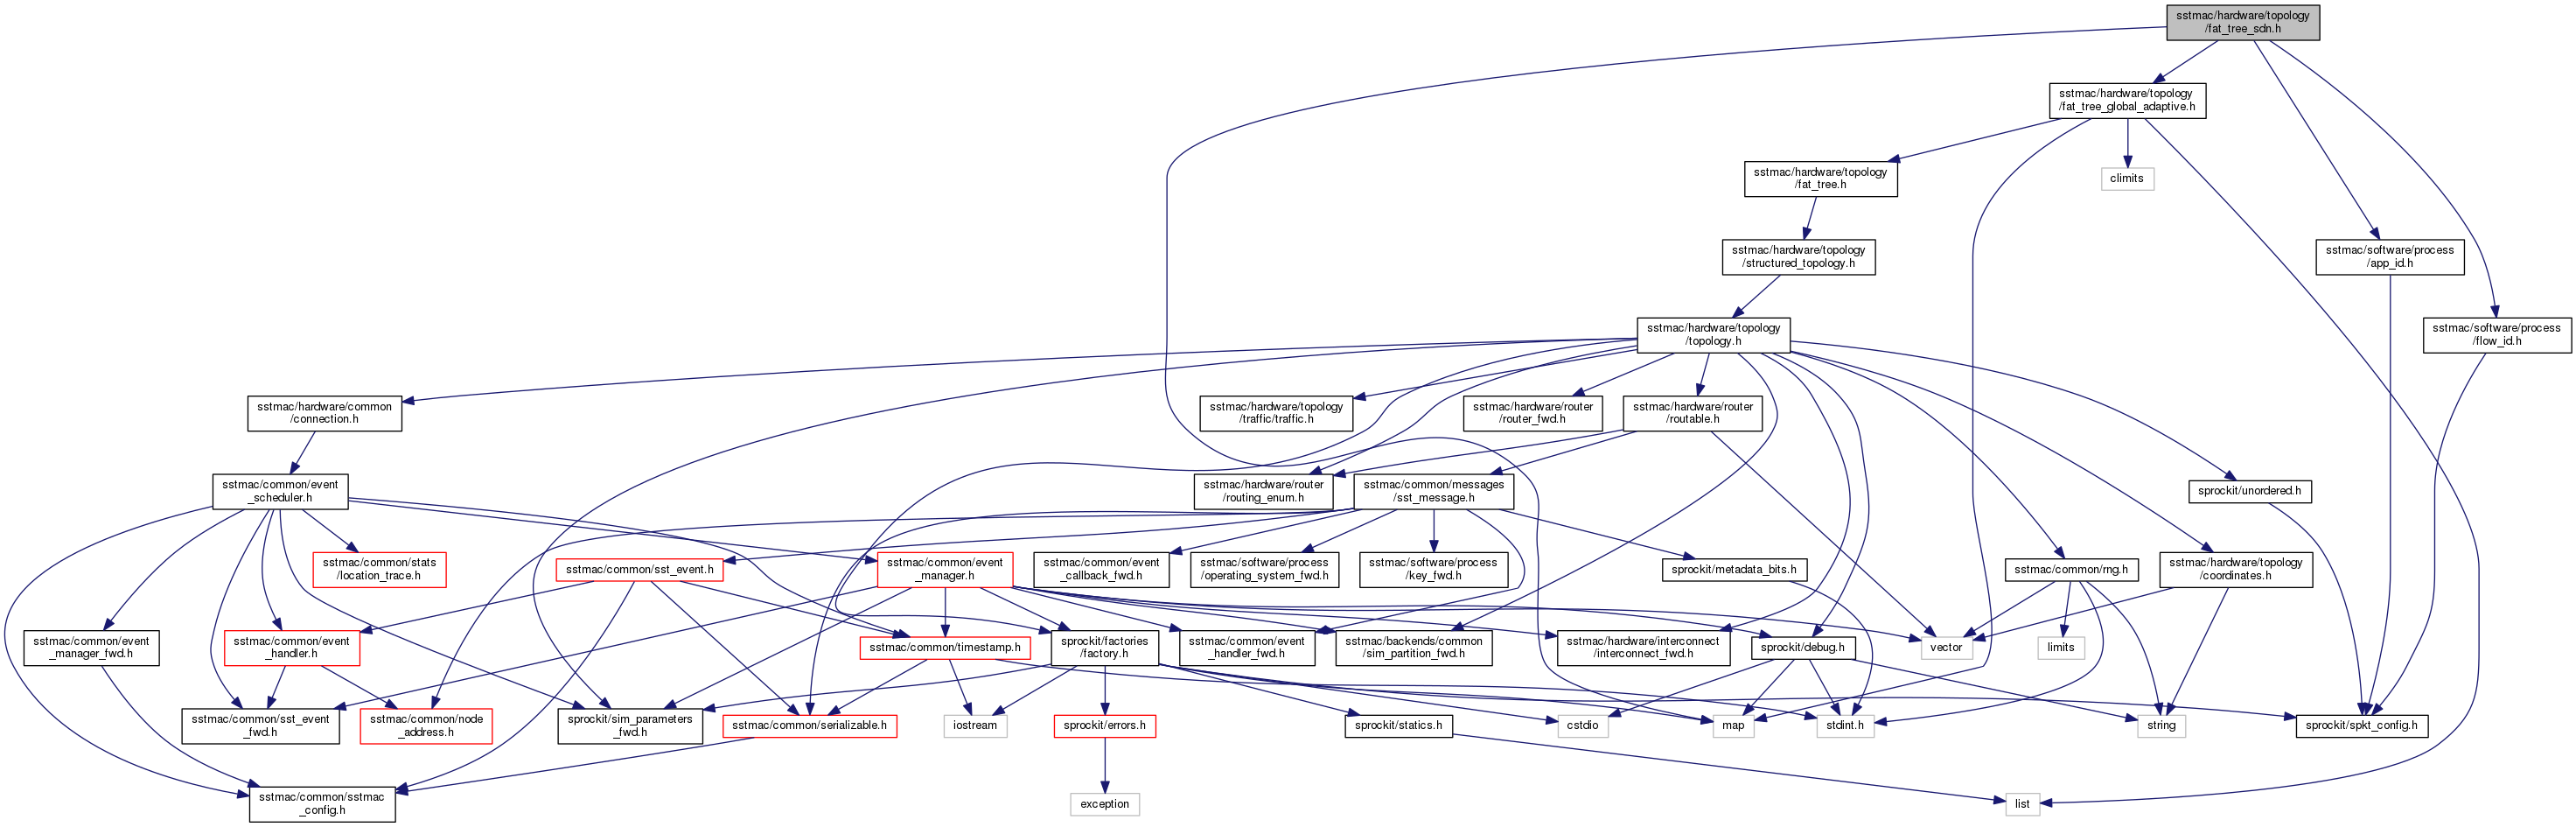 sstmac/hardware/topology
/fat_tree_sdn.h
sstmac/hardware/topology
/fat_tree_global_adaptive.h
sstmac/hardware/topology
/fat_tree.h
climits
sstmac/hardware/topology
/structured_topology.h
sstmac/software/process
/app_id.h
sstmac/hardware/topology
/topology.h
sstmac/software/process
/flow_id.h
sstmac/hardware/common
/connection.h
sstmac/hardware/topology
/traffic/traffic.h
sstmac/hardware/router
/router_fwd.h
sstmac/hardware/router
/routable.h
sstmac/common/event
_scheduler.h
sstmac/hardware/router
/routing_enum.h
sstmac/common/messages
/sst_message.h
sprockit/unordered.h
sstmac/common/stats
/location_trace.h
sstmac/common/sst_event.h
sstmac/common/event
_manager.h
sstmac/common/event
_callback_fwd.h
sstmac/software/process
/operating_system_fwd.h
sstmac/software/process
/key_fwd.h
sprockit/metadata_bits.h
sstmac/common/rng.h
sstmac/hardware/topology
/coordinates.h
sstmac/common/event
_manager_fwd.h
sstmac/common/event
_handler.h
sstmac/common/timestamp.h
sprockit/factories
/factory.h
sstmac/common/event
_handler_fwd.h
sstmac/backends/common
/sim_partition_fwd.h
sstmac/hardware/interconnect
/interconnect_fwd.h
sprockit/debug.h
vector
limits
sstmac/common/sst_event
_fwd.h
sstmac/common/node
_address.h
sprockit/sim_parameters
_fwd.h
sstmac/common/serializable.h
iostream
sprockit/errors.h
sprockit/statics.h
cstdio
map
stdint.h
string
sprockit/spkt_config.h
sstmac/common/sstmac
_config.h
exception
list